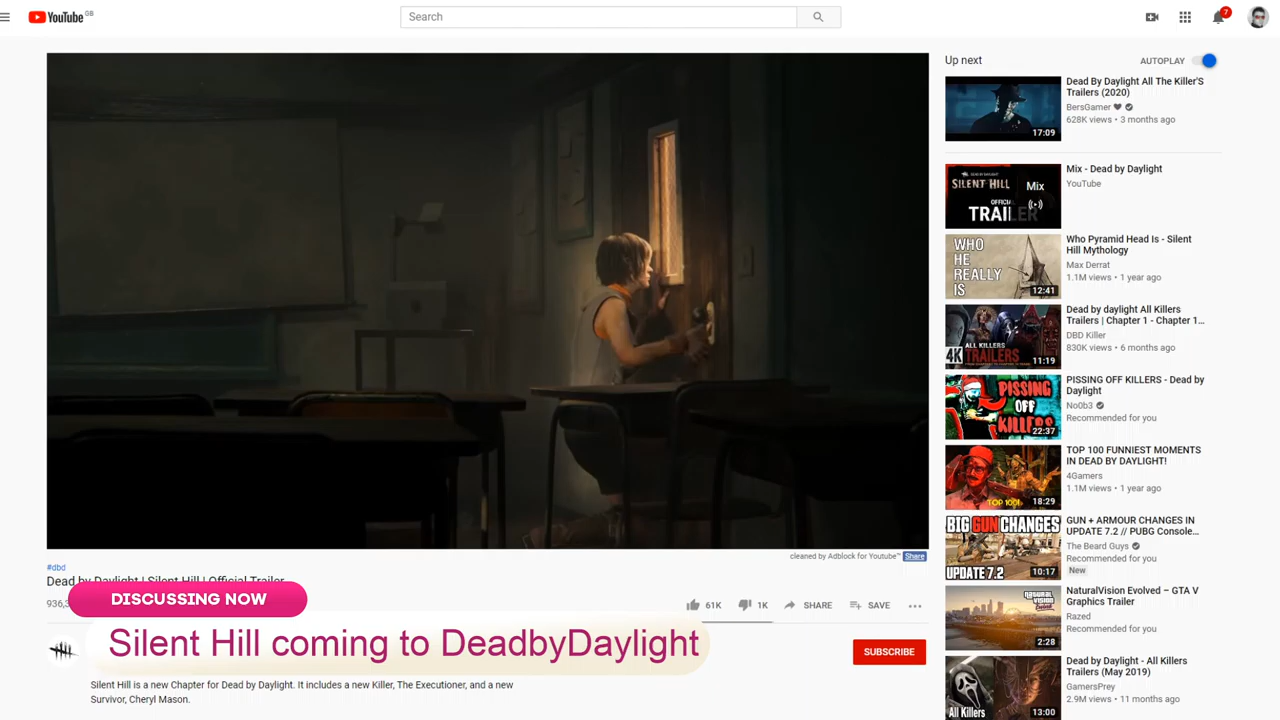 YouTube GB
Search
7
Up next
AUTOPLAY
17:09
Dead By Daylight All The Killer'S
Trailers (2020)
BersGamer
628K views • 3 months ago
DEAD BY DAYLIGHT
SILENT HILL
OFFICIAL
TRAILER
Mix
Mix - Dead by Daylight
YouTube
WHO
HE
REALLY
IS
12:41
Who Pyramid Head Is - Silent
Hill Mythology
Max Derrat
1.1M views • 1 year ago
4K
ALL KILLERS
TRAILERS
11:19
Dead by daylight All Killers
Trailers | Chapter 1 - Chapter 1...
DBD Killer
830K views • 6 months ago
PISSING
OFF
KILLERS
22:37
PISSING OFF KILLERS - Dead by
Daylight
No0b3
Recommended for you
TOP 100!
18:29
TOP 100 FUNNIEST MOMENTS
IN DEAD BY DAYLIGHT!
4Gamers
1.1M views • 1 year ago
BIG GUN CHANGES
UPDATE 7.2
10:17
GUN + ARMOUR CHANGES IN
UPDATE 7.2 // PUBG Console...
The Beard Guys
Recommended for you
New
NATURAL VISION
EVOLVED
2:28
NaturalVision Evolved – GTA V
Graphics Trailer
Razed
Recommended for you
All Killers
13:00
Dead by Daylight - All Killers
Trailers (May 2019)
GamersPrey
2.9M views • 11 months ago
cleaned by Adblock for Youtube™ Share
#dbd
Dead by Daylight | Silent Hill | Official Trailer
936,3
DISCUSSING NOW
61K
1K
SHARE
SAVE
Silent Hill coming to DeadbyDaylight
SUBSCRIBE
Silent Hill is a new Chapter for Dead by Daylight. It includes a new Killer, The Executioner, and a new
Survivor, Cheryl Mason.